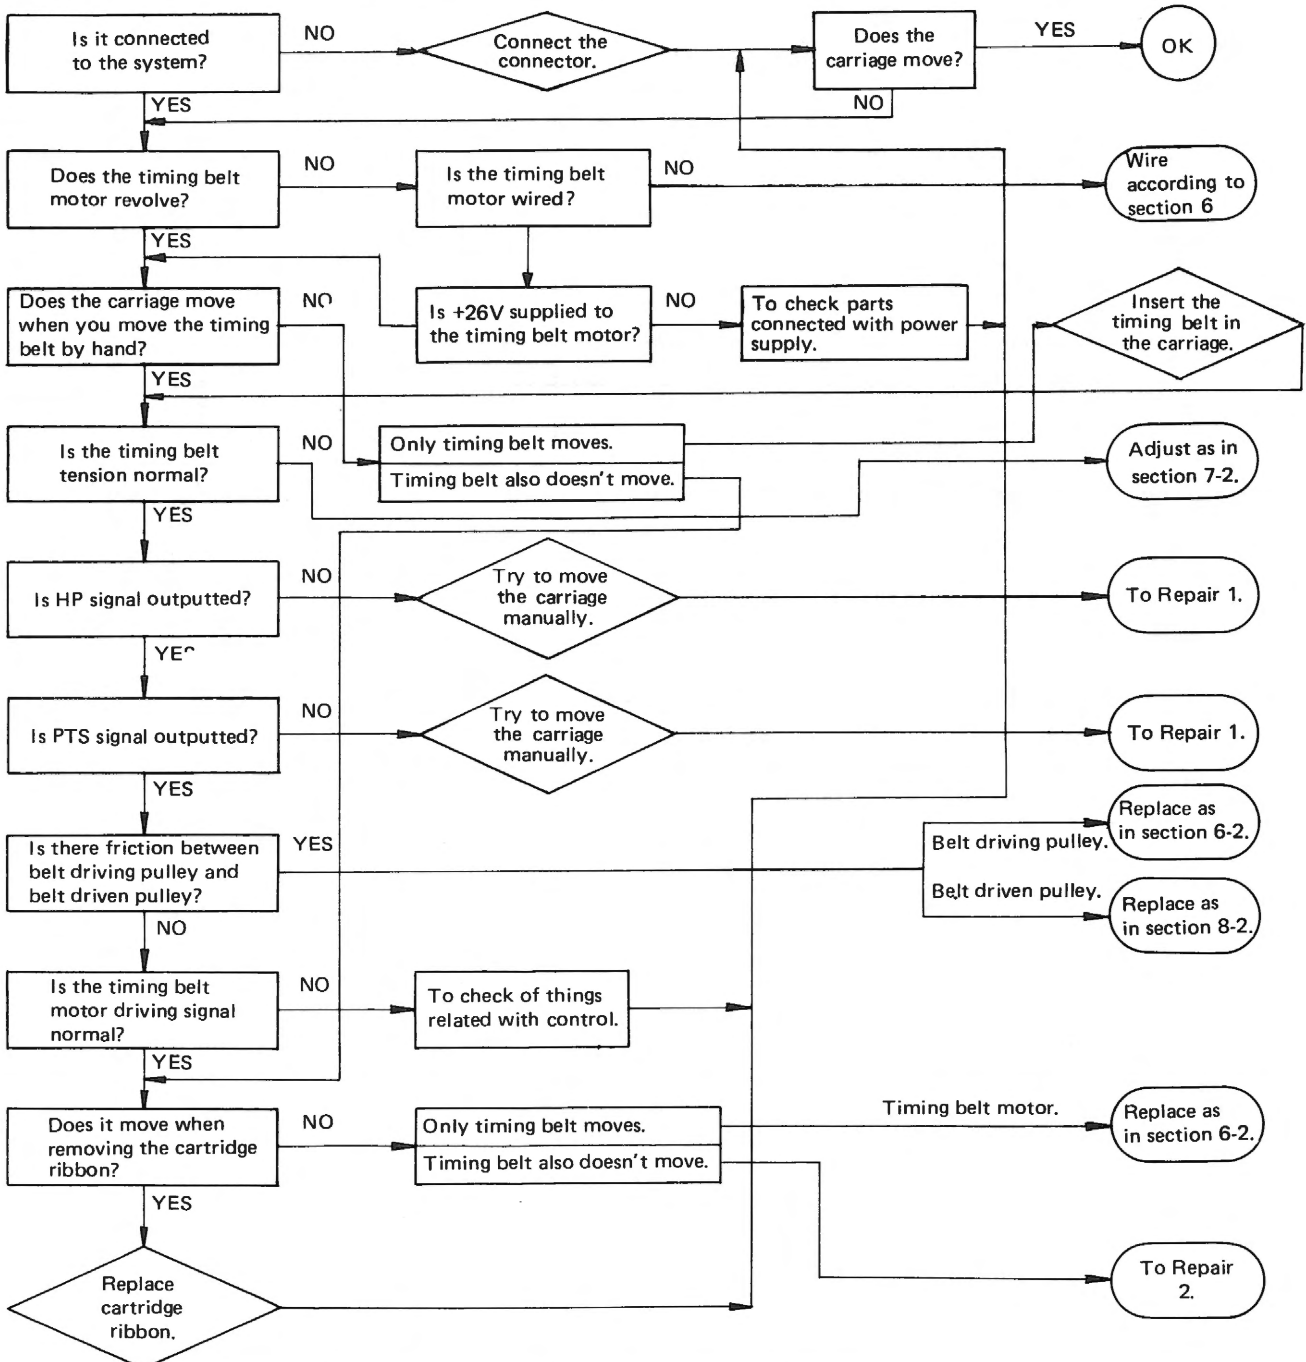 Is it connected
to the system?
NO
Connect the
connector.
Does the
carriage move?
YES
OK
YES
NO
Does the timing belt
motor revolve?
NO
Is the timing belt
motor wired?
NO
Wire
according to
section 6
YES
Does the carriage move
when you move the timing
belt by hand?
NO
Is +26V supplied to
the timing belt motor?
NO
To check parts
connected with power
supply.
Insert the
timing belt in
the carriage.
YES
Is the timing belt
tension normal?
NO
Only timing belt moves.
Timing belt also doesn't move.
Adjust as in
section 7-2.
YES
Is HP signal outputted?
NO
Try to move
the carriage
manually.
To Repair 1.
YES
Is PTS signal outputted?
NO
Try to move
the carriage
manually.
To Repair 1.
YES
Is there friction between
belt driving pulley and
belt driven pulley?
YES
Belt driving pulley.
Replace as
in section 6-2.
Belt driven pulley.
Replace as
in section 8-2.
NO
Is the timing belt
motor driving signal
normal?
NO
To check of things
related with control.
YES
Does it move when
removing the cartridge
ribbon?
NO
Only timing belt moves.
Timing belt also doesn't move.
Timing belt motor.
Replace as
in section 6-2.
YES
Replace
cartridge
ribbon.
To Repair
2.